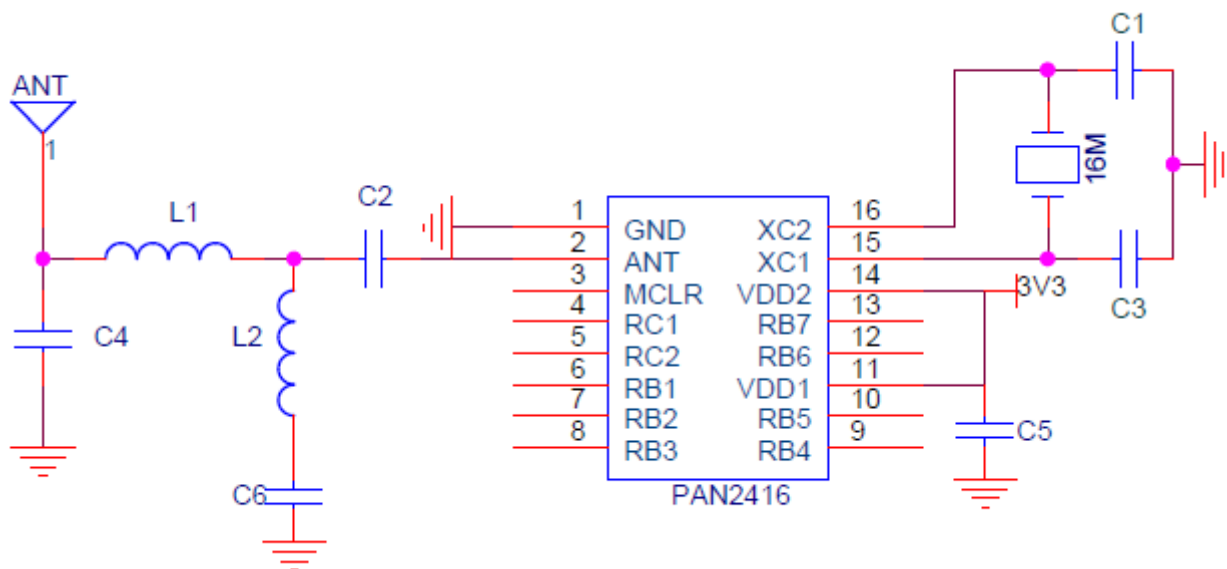 C1
ANT
1
16M
L1
C2
1
GND
XC2
16
2
ANT
XC1
15
3
MCLR
VDD2
14
3V3
C3
4
RC1
RB7
13
C4
L2
5
RC2
RB6
12
6
RB1
VDD1
11
7
RB2
RB5
10
C5
8
RB3
RB4
9
C6
PAN2416